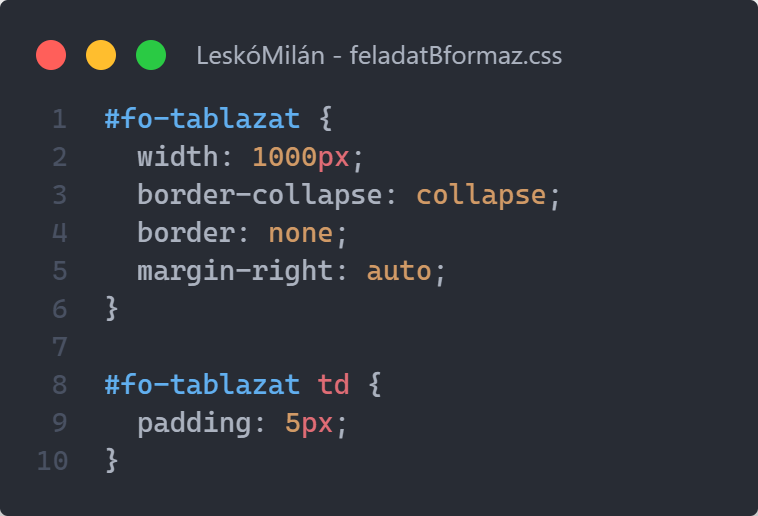 LeskóMilán - feladatBformaz.css
1 #fo-tablazat {
2   width: 1000px;
3   border-collapse: collapse;
4   border: none;
5   margin-right: auto;
6 }
7
8 #fo-tablazat td {
9   padding: 5px;
10 }